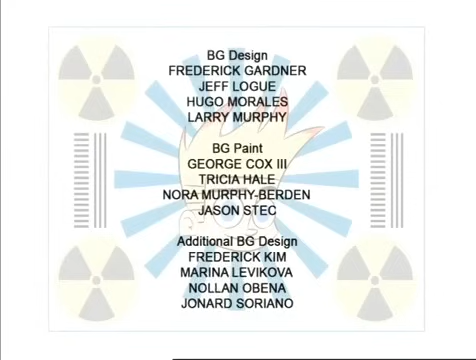 BG Design
FREDERICK GARDNER
JEFF LOGUE
HUGO MORALES
LARRY MURPHY
BG Paint
GEORGE COX III
TRICIA HALE
NORA MURPHY-BERDEN
JASON STEC
Additional BG Design
FREDERICK KIM
MARINA LEVIKOVA
NOLLAN OBENA
JONARD SORIANO